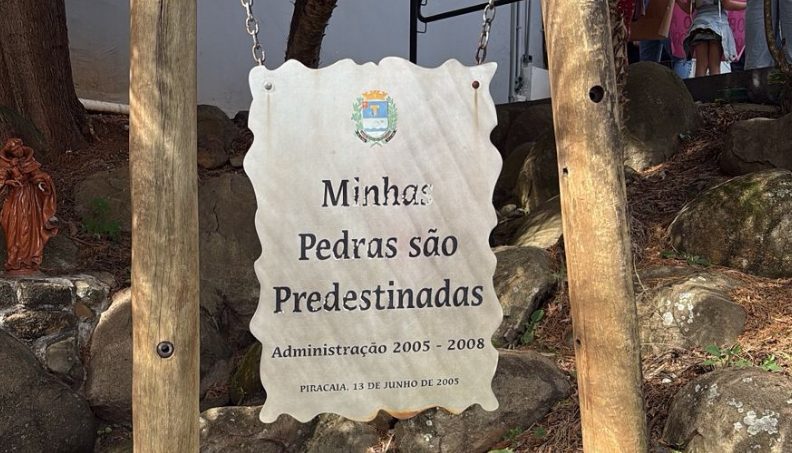 Minhas
Pedras são
Predestinadas
Administração 2005 - 2008
PIRACAIA, 13 DE JUNHO DE 2005